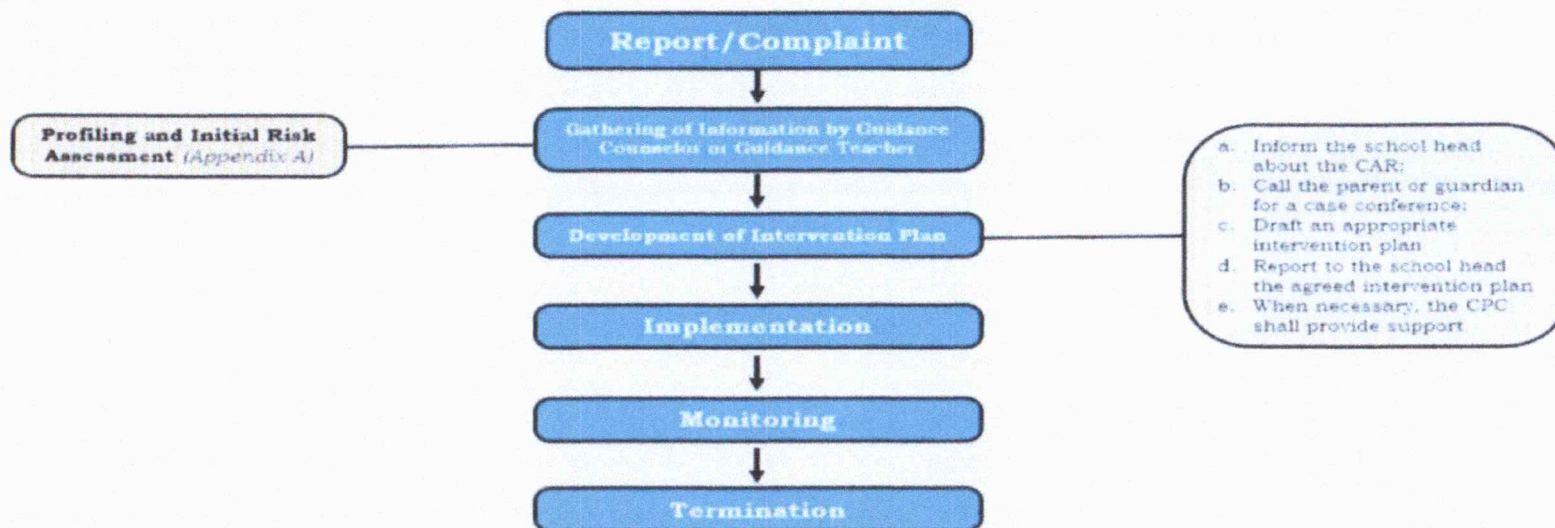 Report/Complaint
Profiling and Initial Risk
Assessment (Appendix A)
Gathering of Information by Guidance
Counselor or Guidance Teacher
Development of Intervention Plan
a. Inform the school head
about the CAR;
b. Call the parent or guardian
for a case conference;
c. Draft an appropriate
intervention plan
d. Report to the school head
the agreed intervention plan
e. When necessary, the CPC
shall provide support
Implementation
Monitoring
Termination